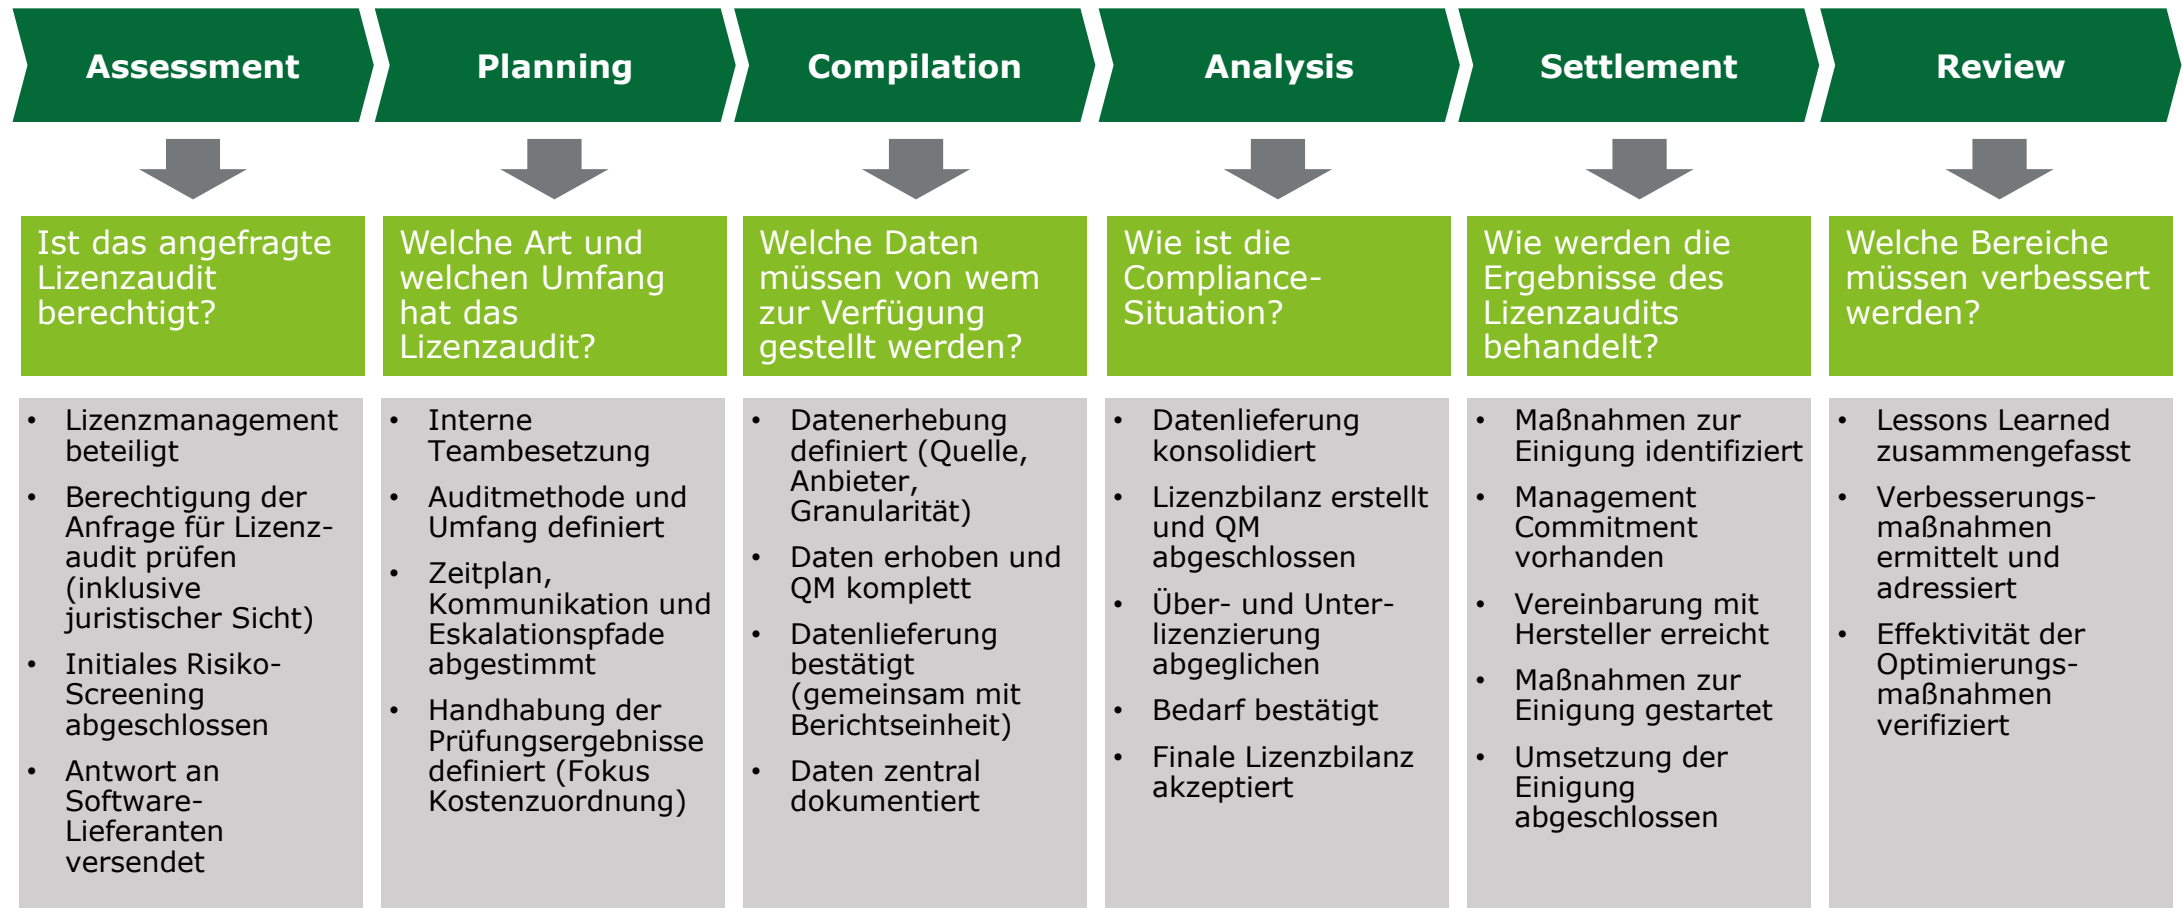 Assessment
Planning
Compilation
Analysis
Settlement
Review
Ist das angefragte
Lizenzaudit
berechtigt?
Welche Art und
welchen Umfang
hat das
Lizenzaudit?
Welche Daten
müssen von wem
zur Verfügung
gestellt werden?
Wie ist die
Compliance-
Situation?
Wie werden die
Ergebnisse des
Lizenzaudits
behandelt?
Welche Bereiche
müssen verbessert
werden?
• Lizenzmanagement
beteiligt
• Berechtigung der
Anfrage für Lizenz-
audit prüfen
(inklusive
juristischer Sicht)
• Initiales Risiko-
Screening
abgeschlossen
• Antwort an
Software-
Lieferanten
versendet
• Interne
Teambesetzung
• Auditmethode und
Umfang definiert
• Zeitplan,
Kommunikation und
Eskalationspfade
abgestimmt
• Handhabung der
Prüfungsergebnisse
definiert (Fokus
Kostenzuordnung)
• Datenerhebung
definiert (Quelle,
Anbieter,
Granularität)
• Daten erhoben und
QM komplett
• Datenlieferung
bestätigt
(gemeinsam mit
Berichtseinheit)
• Daten zentral
dokumentiert
• Datenlieferung
konsolidiert
• Lizenzbilanz erstellt
und QM
abgeschlossen
• Über- und Unter-
lizenzierung
abgeglichen
• Bedarf bestätigt
• Finale Lizenzbilanz
akzeptiert
• Maßnahmen zur
Einigung identifiziert
• Management
Commitment
vorhanden
• Vereinbarung mit
Hersteller erreicht
• Maßnahmen zur
Einigung gestartet
• Umsetzung der
Einigung
abgeschlossen
• Lessons Learned
zusammengefasst
• Verbesserungs-
maßnahmen
ermittelt und
adressiert
• Effektivität der
Optimierungs-
maßnahmen
verifiziert